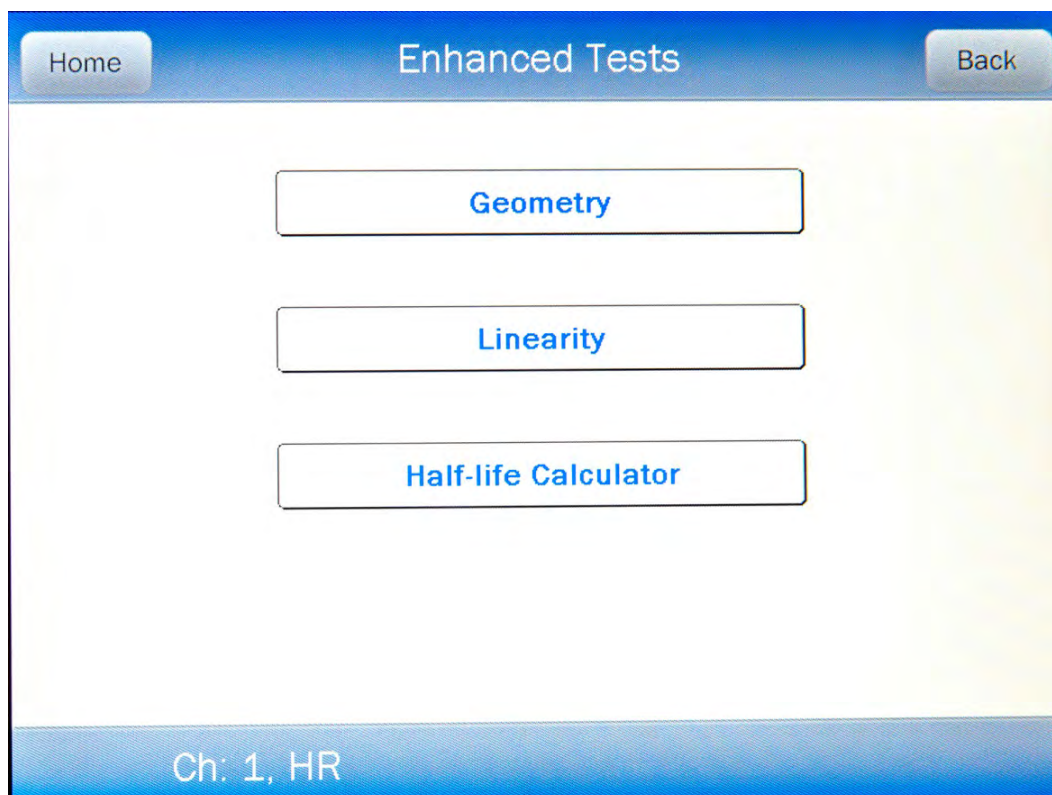 Home
Enhanced Tests
Back
Geometry
Linearity
Half-life Calculator
Ch: 1, HR